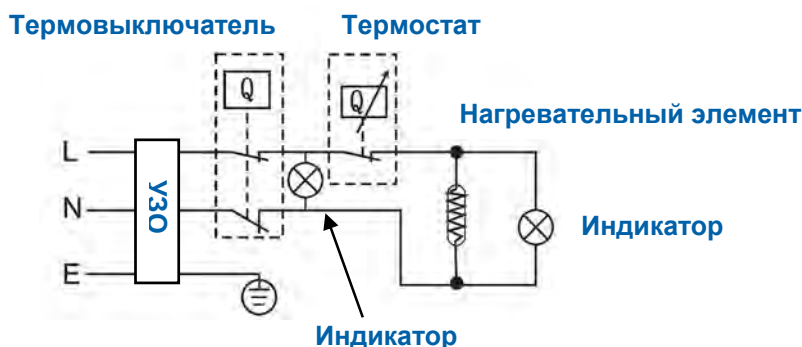 Термовыключатель
Термостат
Q
Q
Нагревательный элемент
L
N
E
УЗО
Индикатор
Индикатор